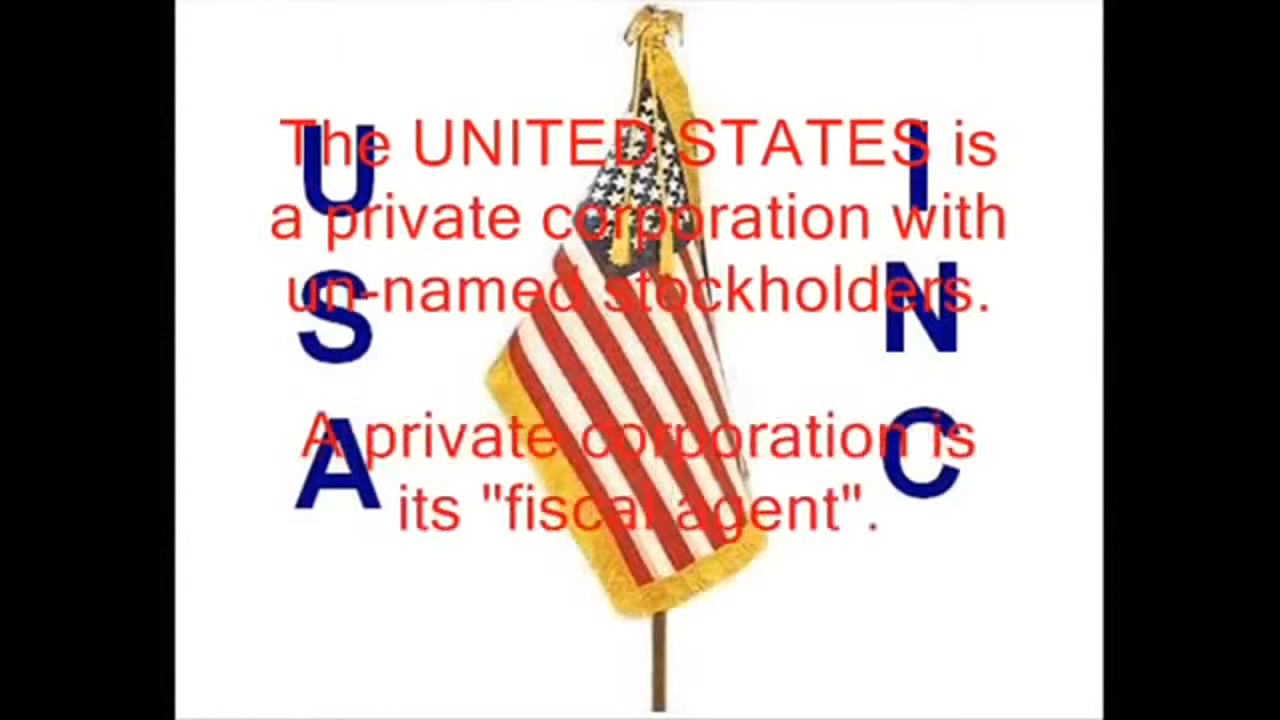 The UNITED STATES is
a private corporation with
un-named stockholders.
A private corporation is
its "fiscal agent".
U
S
A
I
N
C